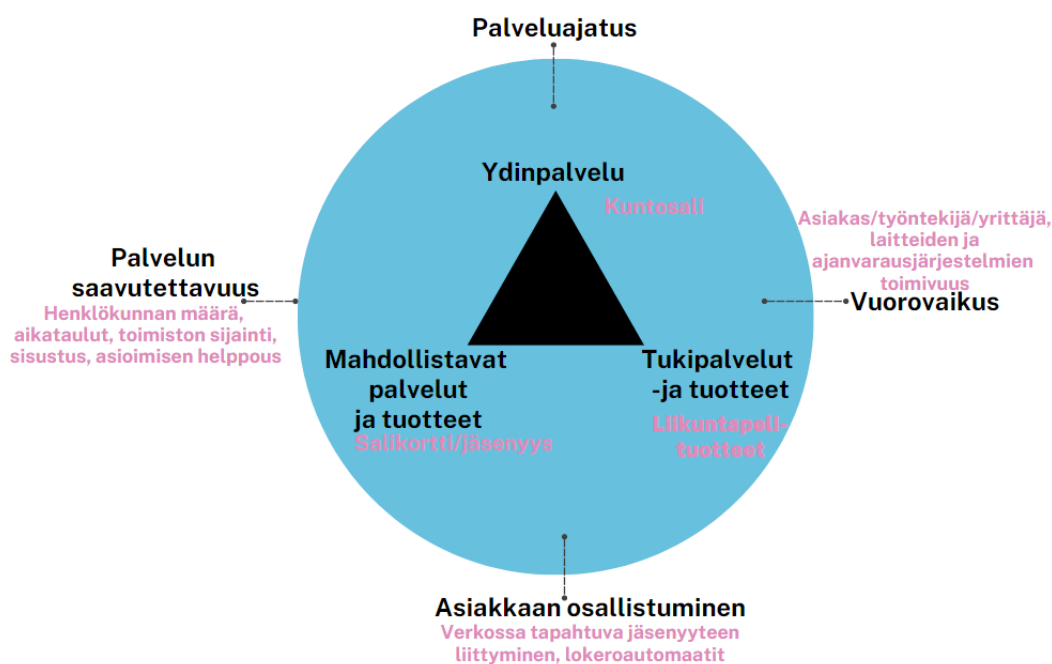 Palveluajatus
Ydinpalvelu
Kuntosali
Asiakas/työntekijä/yrittäjä,
laitteiden ja
ajanvarausjärjestelmien
toimivuus
Vuorovaikus
Palvelun
saavutettavuus
Henklökunnan määrä,
aikataulut, toimiston sijainti,
sisustus, asioimisen helppous
Mahdollistavat
palvelut
ja tuotteet
Salikortti/jäsenyys
Tukipalvelut
-ja tuotteet
Liikuntapeli-
tuotteet
Asiakkaan osallistuminen
Verkossa tapahtuva jäsenyyteen
liittyminen, lokeroautomaatit